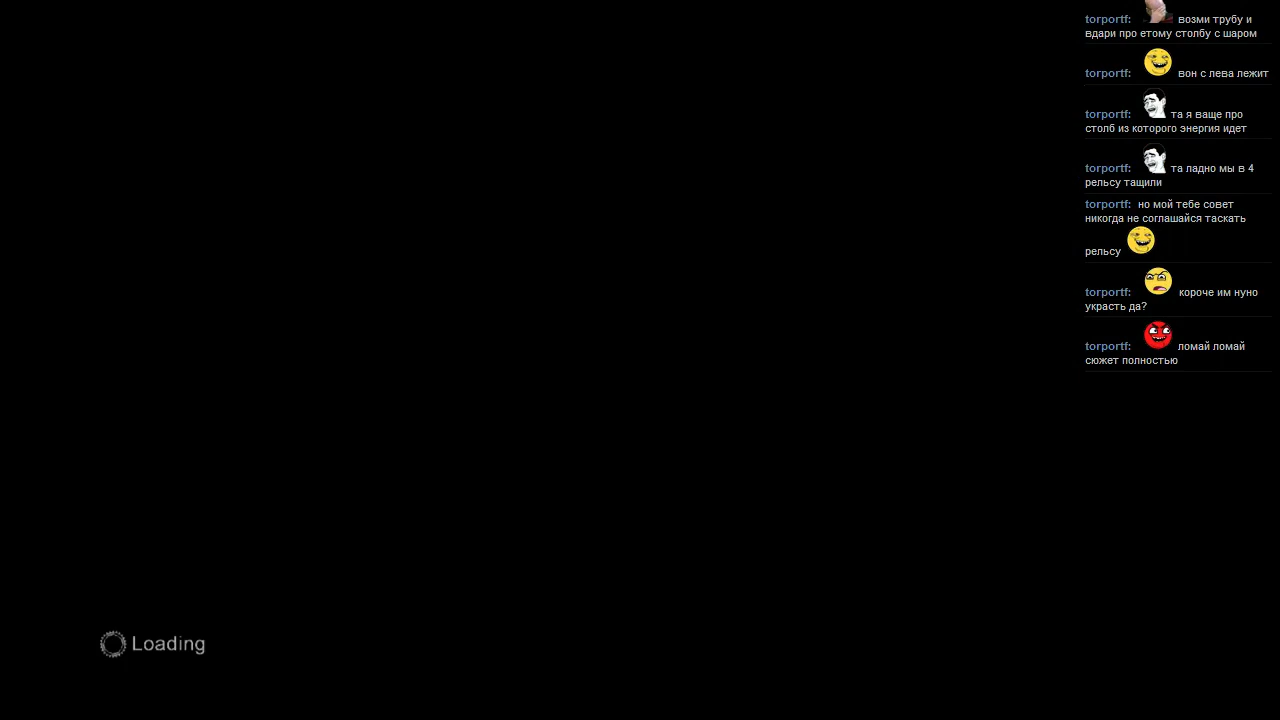 torportf: возми трубу и
вдари про етому столбу с шаром
torportf: вон с лева лежит
torportf: та я ваще про
столб из которого энергия идет
torportf: та ладно мы в 4
рельсу тащили
torportf: но мой тебе совет
никогда не соглашайся таскать
рельсу
torportf: короче им нуно
украсть да?
torportf: ломай ломай
сюжет полностью
Loading